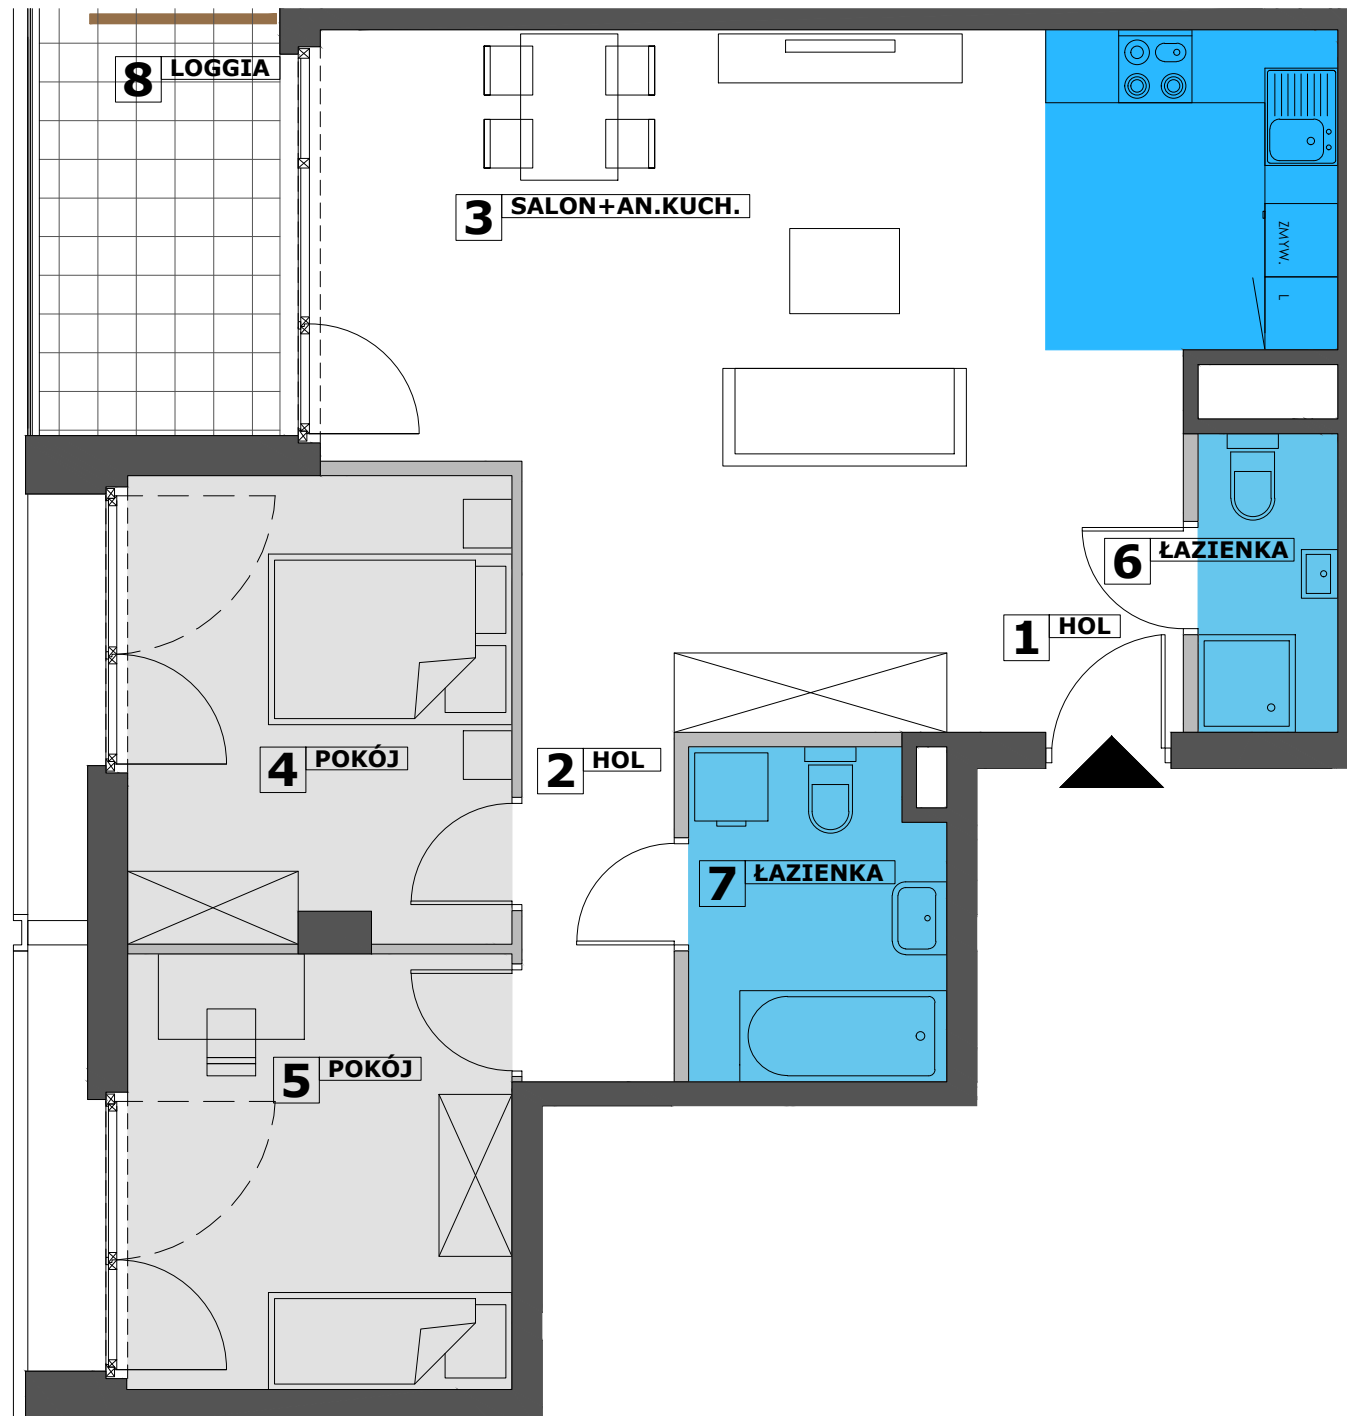 8 LOGGIA
3 SALON+AN.KUCH.
ZMYW.
L
6 ŁAZIENKA
1 HOL
4 POKÓJ
2 HOL
7 ŁAZIENKA
5 POKÓJ